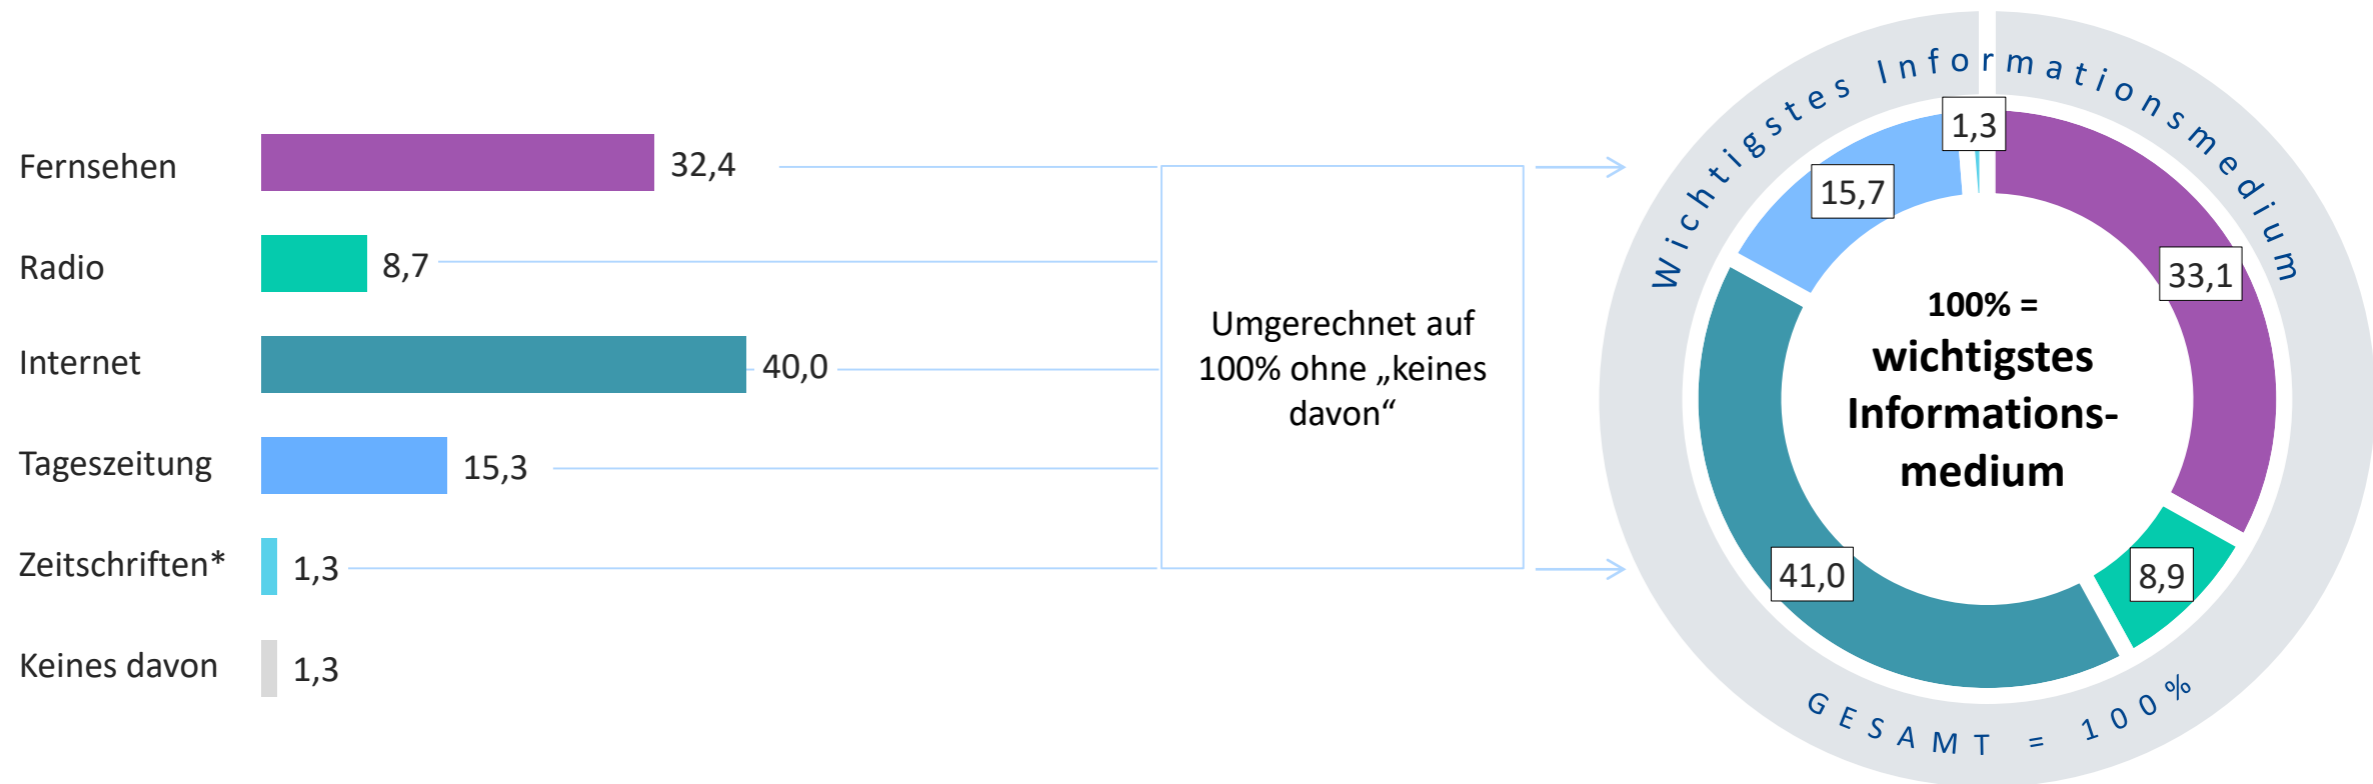 Fernsehen 32,4
Radio 8,7
Internet 40,0
Tageszeitung 15,3
Zeitschriften* 1,3
Keines davon 1,3
Umgerechnet auf
100% ohne „keines
davon“
Wichtigstes Informationsmedium
1,3
15,7
33,1
41,0
8,9
100% =
wichtigstes
Informations-
medium
GESAMT = 100%